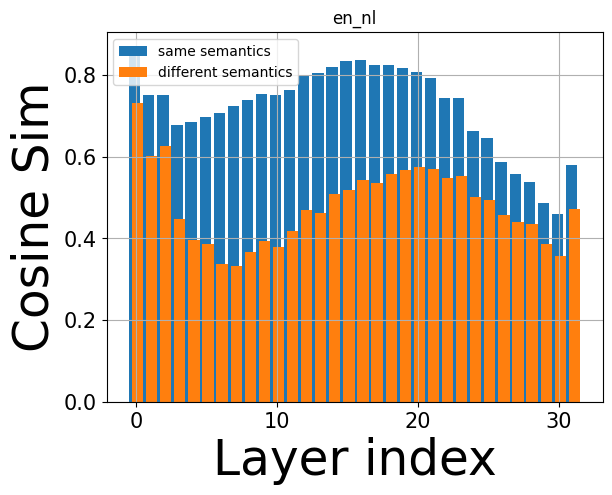 en_nl
same semantics
different semantics
Cosine Sim
0.8
0.6
0.4
0.2
0.0
0 10 20 30
Layer index